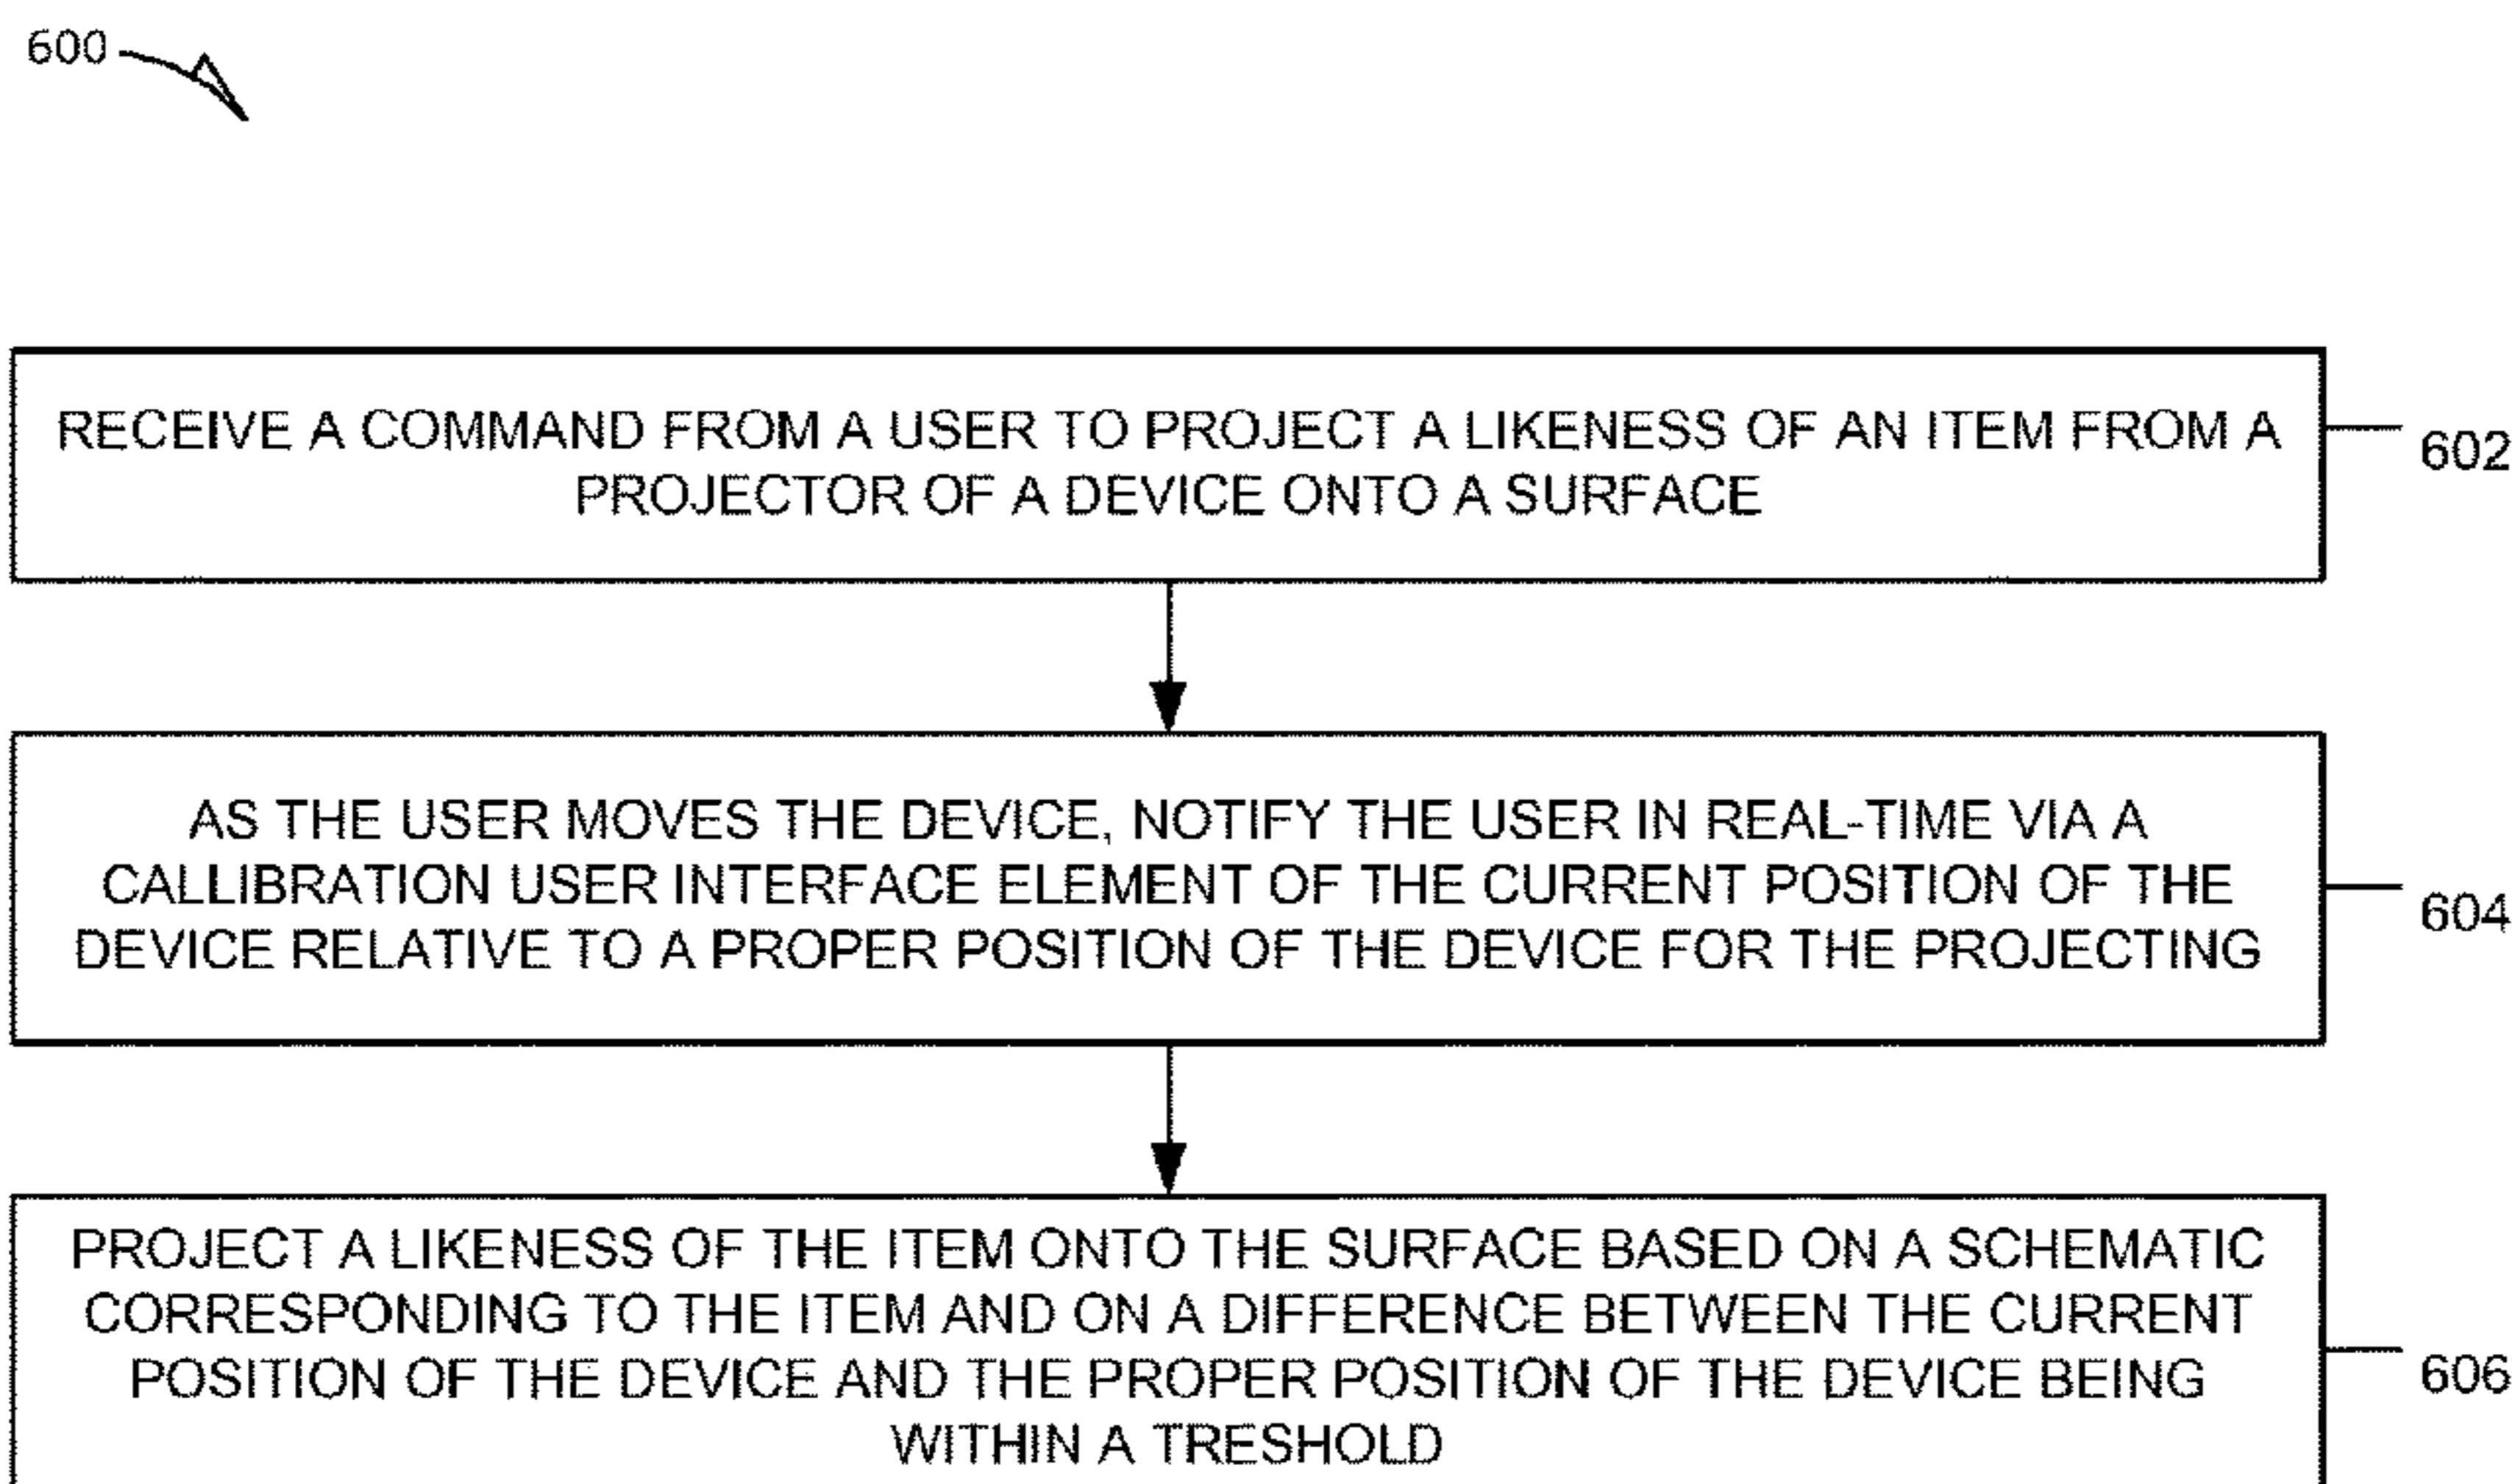 600
RECEIVE A COMMAND FROM A USER TO PROJECT A LIKENESS OF AN ITEM FROM A
PROJECTOR OF A DEVICE ONTO A SURFACE
602
AS THE USER MOVES THE DEVICE, NOTIFY THE USER IN REAL-TIME VIA A
CALLIBRATION USER INTERFACE ELEMENT OF THE CURRENT POSITION OF THE
DEVICE RELATIVE TO A PROPER POSITION OF THE DEVICE FOR THE PROJECTING
604
PROJECT A LIKENESS OF THE ITEM ONTO THE SURFACE BASED ON A SCHEMATIC
CORRESPONDING TO THE ITEM AND ON A DIFFERENCE BETWEEN THE CURRENT
POSITION OF THE DEVICE AND THE PROPER POSITION OF THE DEVICE BEING
WITHIN A TRESHOLD
606